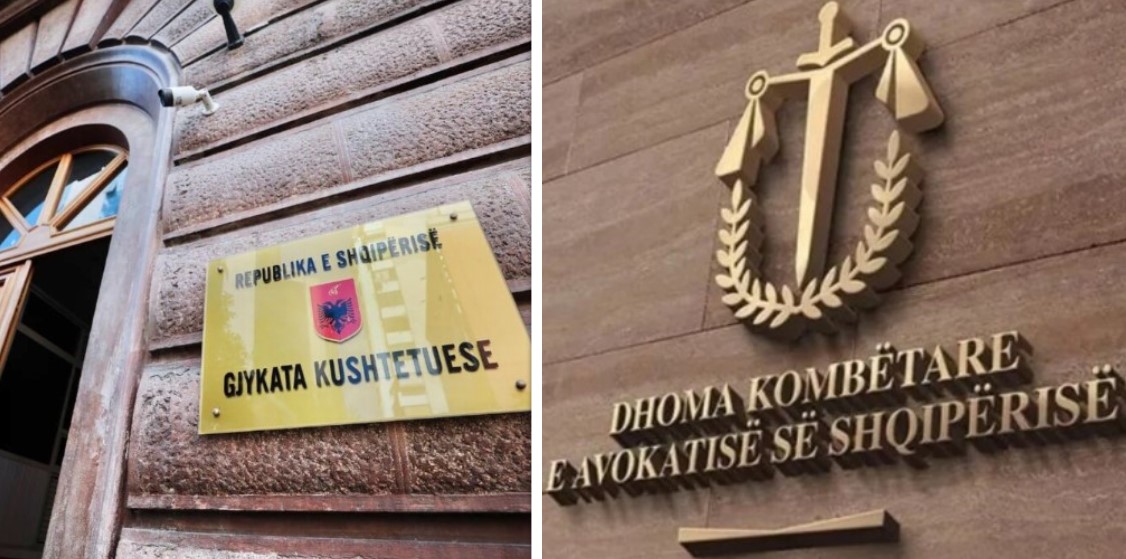 REPUBLIKA E SHQIPËRISË
GJYKATA KUSHTETUESE
DHOMA KOMBËTARE
E AVOKATISË SË SHQIPËRISË